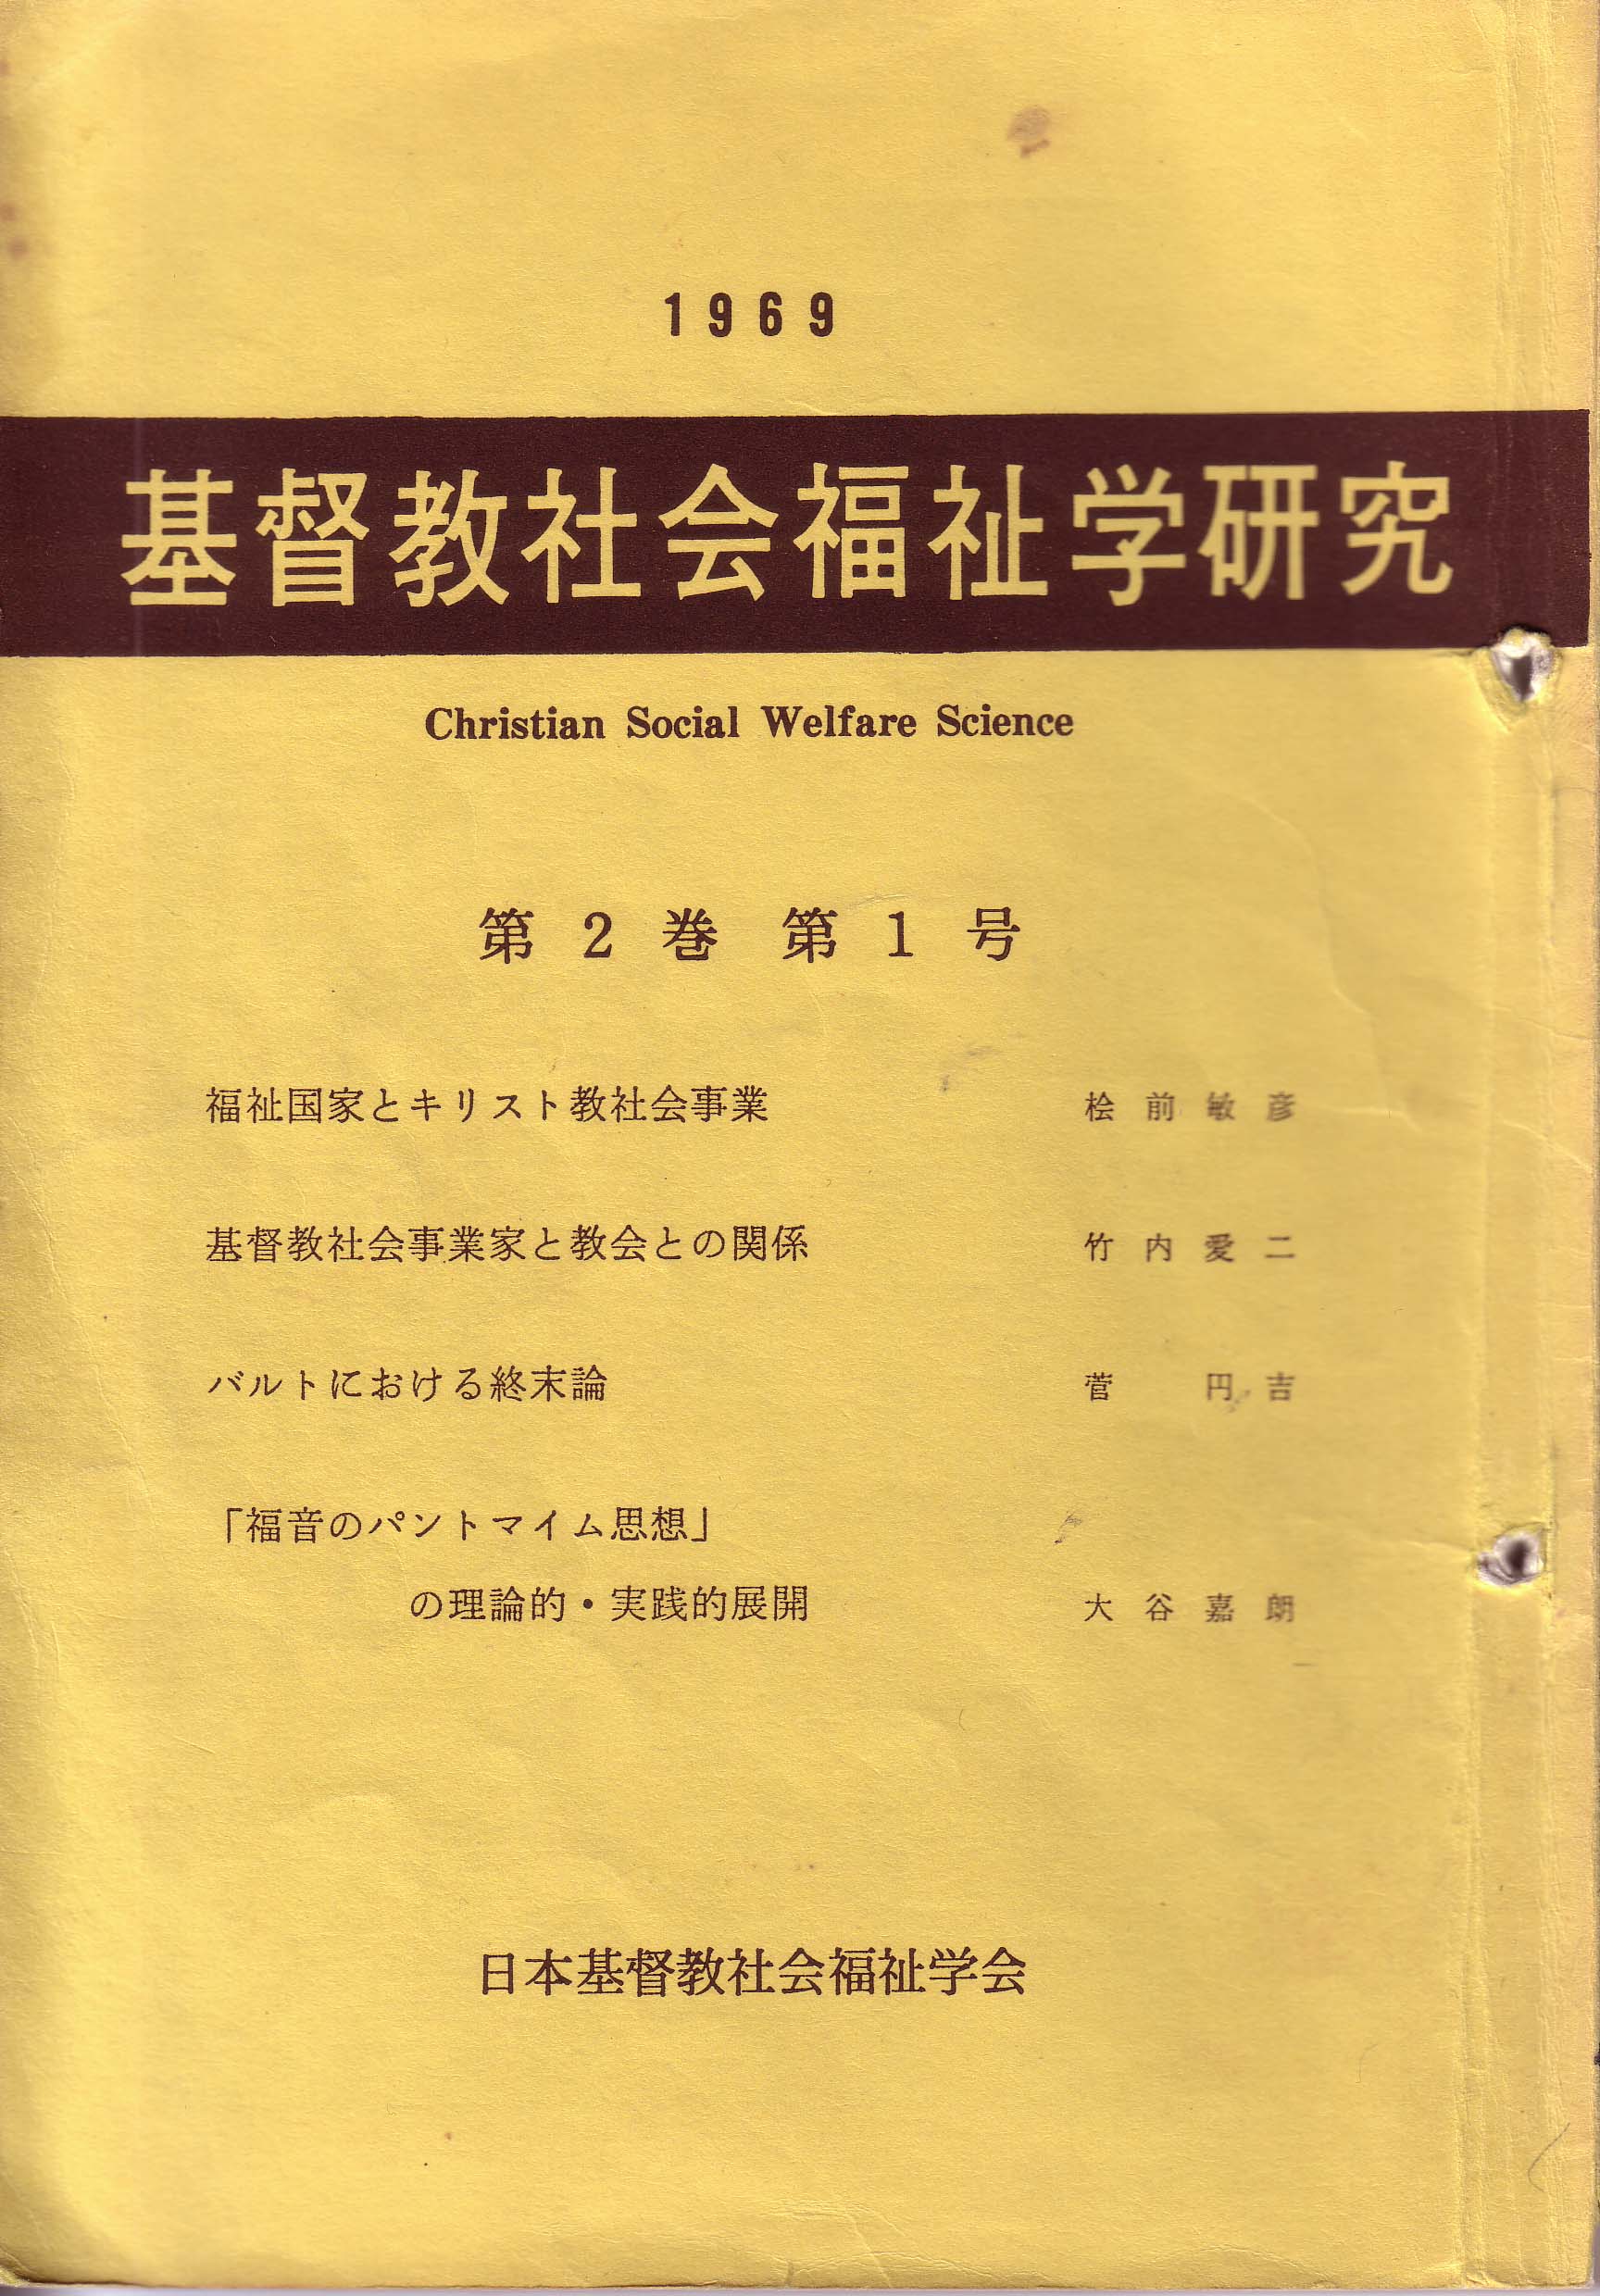 1969
基督教社会福祉学研究
Christian Social Welfare Science
第2巻 第1号
福祉国家とキリスト教社会事業 桧前敏彦
基督教社会事業家と教会との関係 竹内愛二
バルトにおける終末論 菅 円吉
「福音のパントマイム思想」
の理論的・実践的展開 大谷嘉朗
日本基督教社会福祉学会